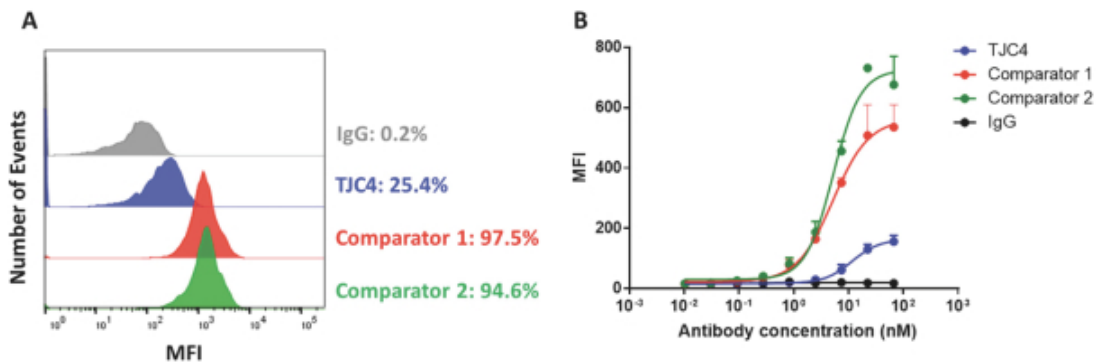 A
Number of Events
IgG: 0.2%
TJC4: 25.4%
Comparator 1: 97.5%
Comparator 2: 94.6%
10⁰ 10¹ 10² 10³ 10⁴ 10⁵
MFI
B
800
600
400
200
0
MFI
10⁻³ 10⁻² 10⁻¹ 10⁰ 10¹ 10² 10³
Antibody concentration (nM)
TJC4
Comparator 1
Comparator 2
IgG